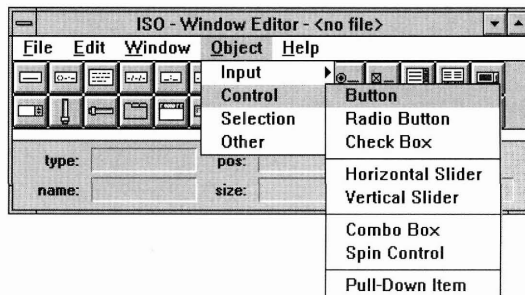 ISO - Window Editor - <no file>
File Edit Window Object Help
Input
Control
Selection
Other
Button
Radio Button
Check Box
Horizontal Slider
Vertical Slider
Combo Box
Spin Control
Pull-Down Item
type:
pos:
name:
size: